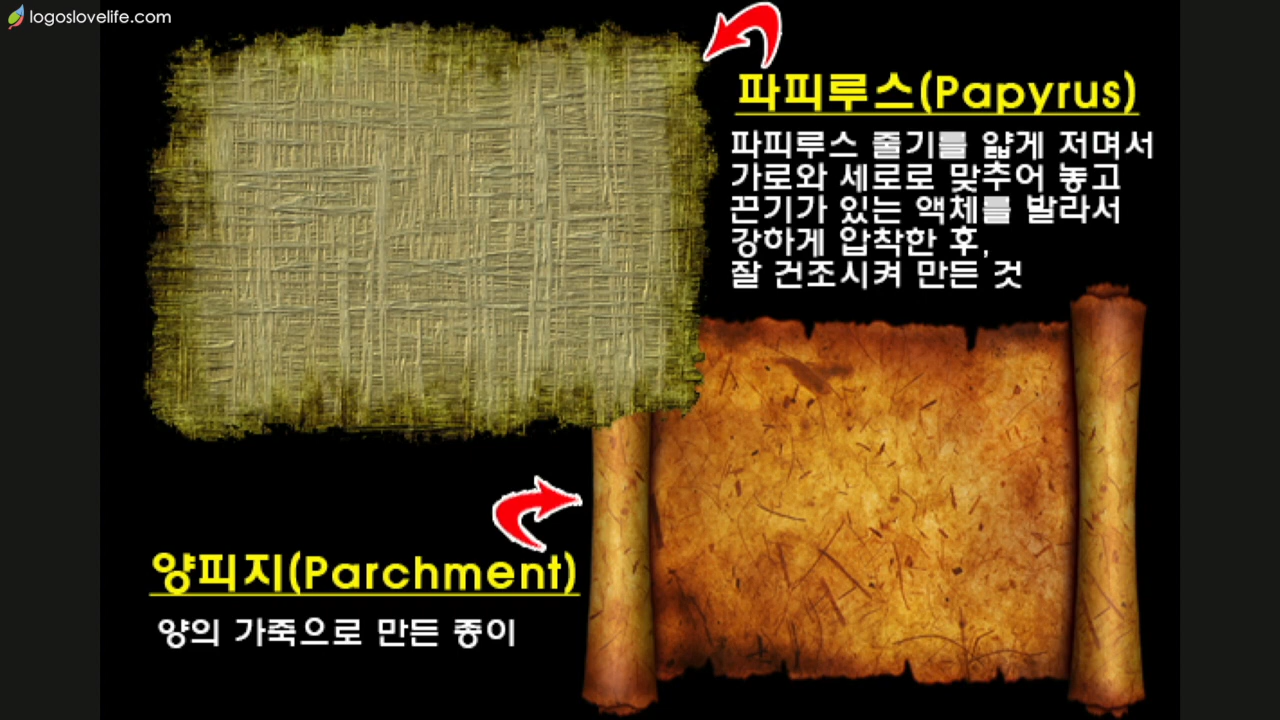 logoslovelife.com
파피루스(Papyrus)
파피루스 줄기를 얇게 저며서
가로와 세로로 맞추어 놓고
끈기가 있는 액체를 발라서
강하게 압착한 후,
잘 건조시켜 만든 것
양피지(Parchment)
양의 가죽으로 만든 종이